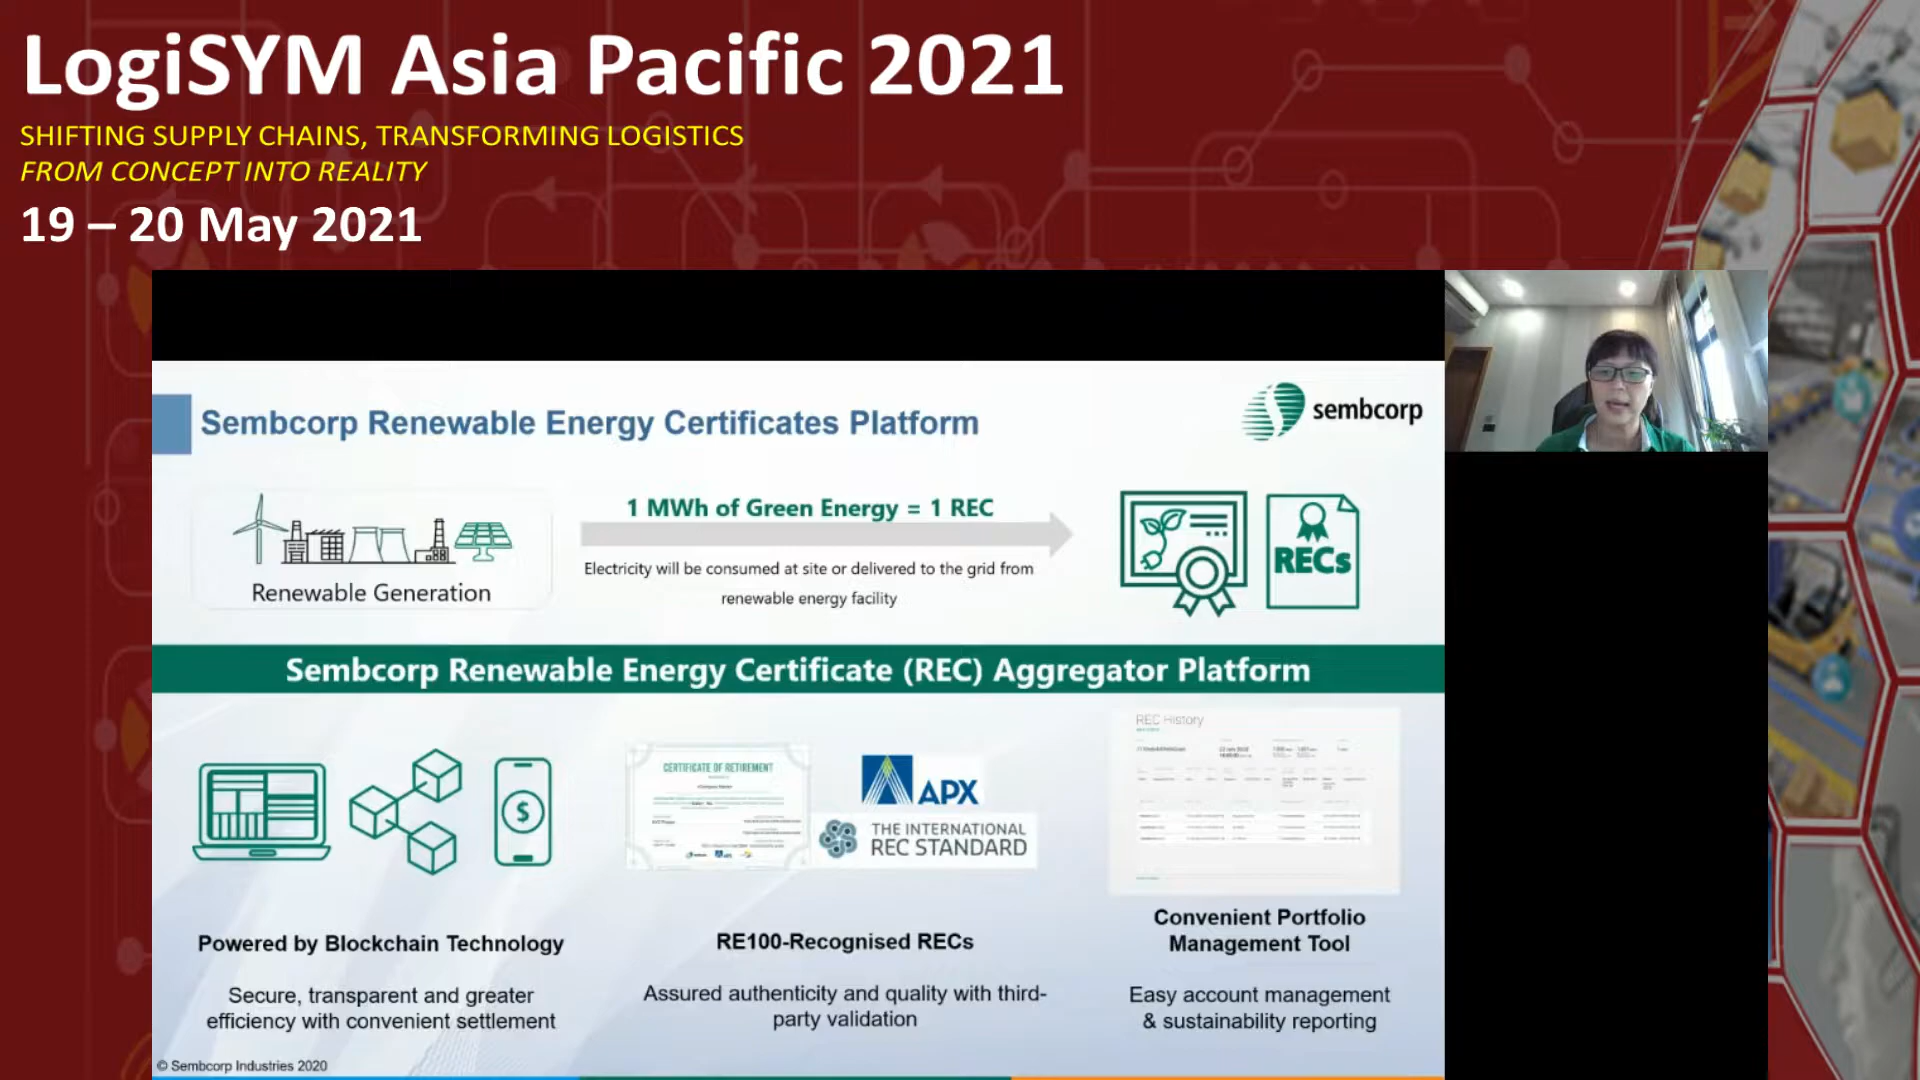 LogiSYM Asia Pacific 2021
SHIFTING SUPPLY CHAINS, TRANSFORMING LOGISTICS
FROM CONCEPT INTO REALITY
19 – 20 May 2021
Sembcorp Renewable Energy Certificates Platform
sembcorp
1 MWh of Green Energy = 1 REC
Electricity will be consumed at site or delivered to the grid from
renewable energy facility
Renewable Generation
RECs
Sembcorp Renewable Energy Certificate (REC) Aggregator Platform
$
CERTIFICATE OF RETIREMENT
APX
THE INTERNATIONAL
REC STANDARD
REC History
Powered by Blockchain Technology
Secure, transparent and greater
efficiency with convenient settlement
RE100-Recognised RECs
Assured authenticity and quality with third-
party validation
Convenient Portfolio
Management Tool
Easy account management
& sustainability reporting
© Sembcorp Industries 2020